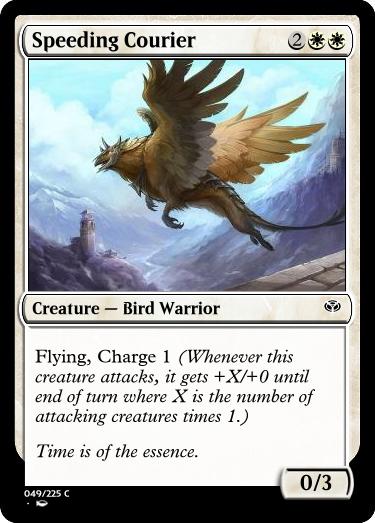 Speeding Courier 2
Creature — Bird Warrior
Flying, Charge 1 (Whenever this
creature attacks, it gets +X/+0 until
end of turn where X is the number of
attacking creatures times 1.)
Time is of the essence.
049/225 C
0/3